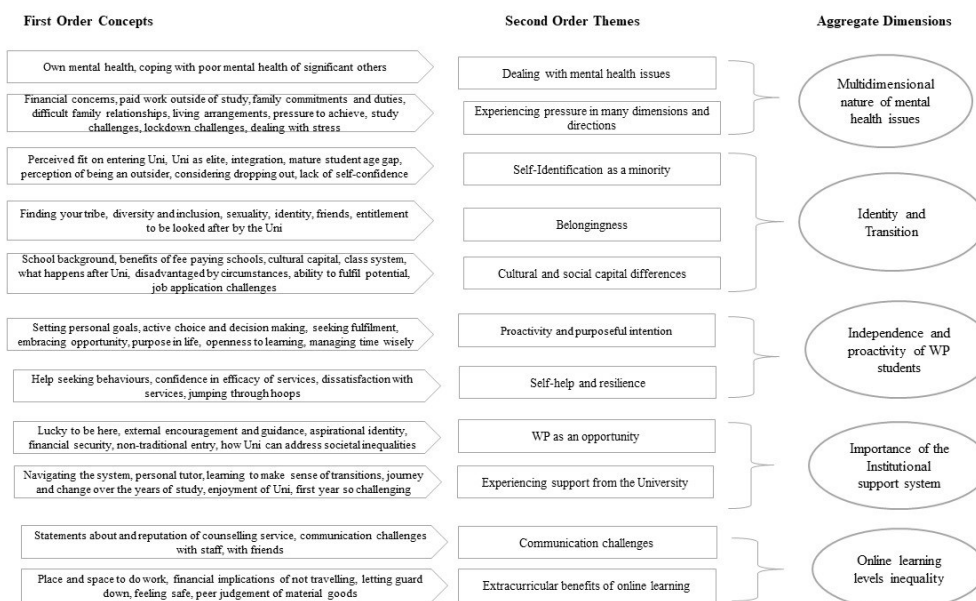 First Order Concepts
Second Order Themes
Aggregate Dimensions
Own mental health, coping with poor mental health of significant others
Dealing with mental health issues
Financial concerns, paid work outside of study, family commitments and duties,
difficult family relationships, living arrangements, pressure to achieve, study
challenges, lockdown challenges, dealing with stress
Experiencing pressure in many dimensions and
directions
Multidimensional
nature of mental
health issues
Perceived fit on entering Uni, Uni as elite, integration, mature student age gap,
perception of being an outsider, considering dropping out, lack of self-confidence
Self-Identification as a minority
Finding your tribe, diversity and inclusion, sexuality, identity, friends, entitlement
to be looked after by the Uni
Belongingness
School background, benefits of fee paying schools, cultural capital, class system,
what happens after Uni, disadvantaged by circumstances, ability to fulfil potential,
job application challenges
Cultural and social capital differences
Identity and
Transition
Setting personal goals, active choice and decision making, seeking fulfilment,
embracing opportunity, purpose in life, openness to learning, managing time wisely
Proactivity and purposeful intention
Help seeking behaviours, confidence in efficacy of services, dissatisfaction with
services, jumping through hoops
Self-help and resilience
Independence and
proactivity of WP
students
Lucky to be here, external encouragement and guidance, aspirational identity,
financial security, non-traditional entry, how Uni can address societal inequalities
WP as an opportunity
Navigating the system, personal tutor, learning to make sense of transitions, journey
and change over the years of study, enjoyment of Uni, first year so challenging
Experiencing support from the University
Importance of the
Institutional
support system
Statements about and reputation of counselling service, communication challenges
with staff, with friends
Communication challenges
Place and space to do work, financial implications of not travelling, letting guard
down, feeling safe, peer judgement of material goods
Extracurricular benefits of online learning
Online learning
levels inequality